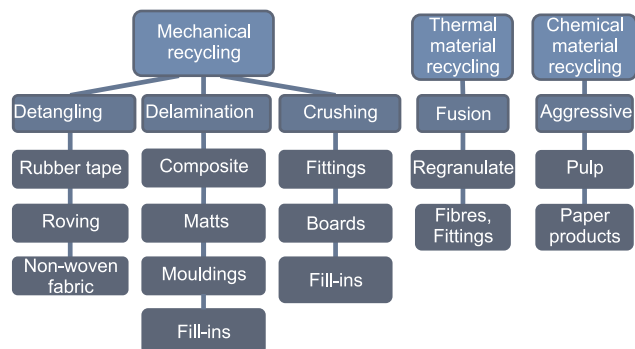 Mechanical
recycling
Thermal
material
recycling
Chemical
material
recycling
Detangling
Delamination
Crushing
Fusion
Aggressive
Rubber tape
Composite
Fittings
Regranulate
Pulp
Roving
Matts
Boards
Fibres,
Fittings
Paper
products
Non-woven
fabric
Mouldings
Fill-ins
Fill-ins